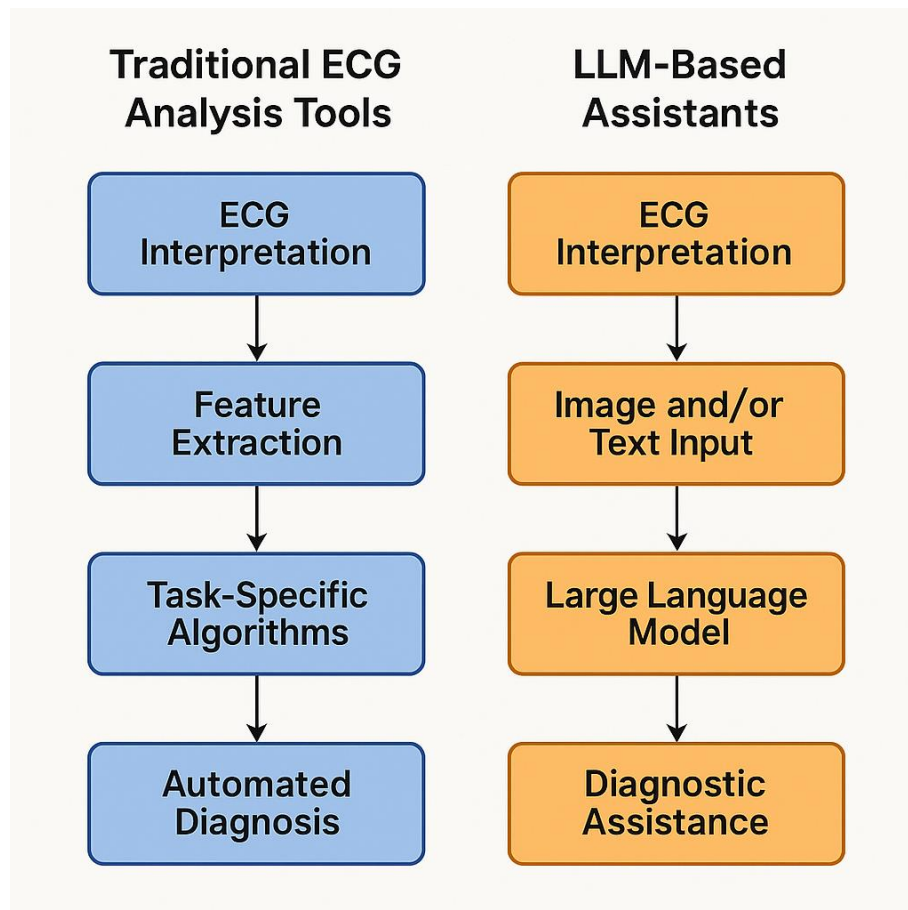 Traditional ECG
Analysis Tools
ECG
Interpretation
Feature
Extraction
Task-Specific
Algorithms
Automated
Diagnosis
LLM-Based
Assistants
ECG
Interpretation
Image and/or
Text Input
Large Language
Model
Diagnostic
Assistance